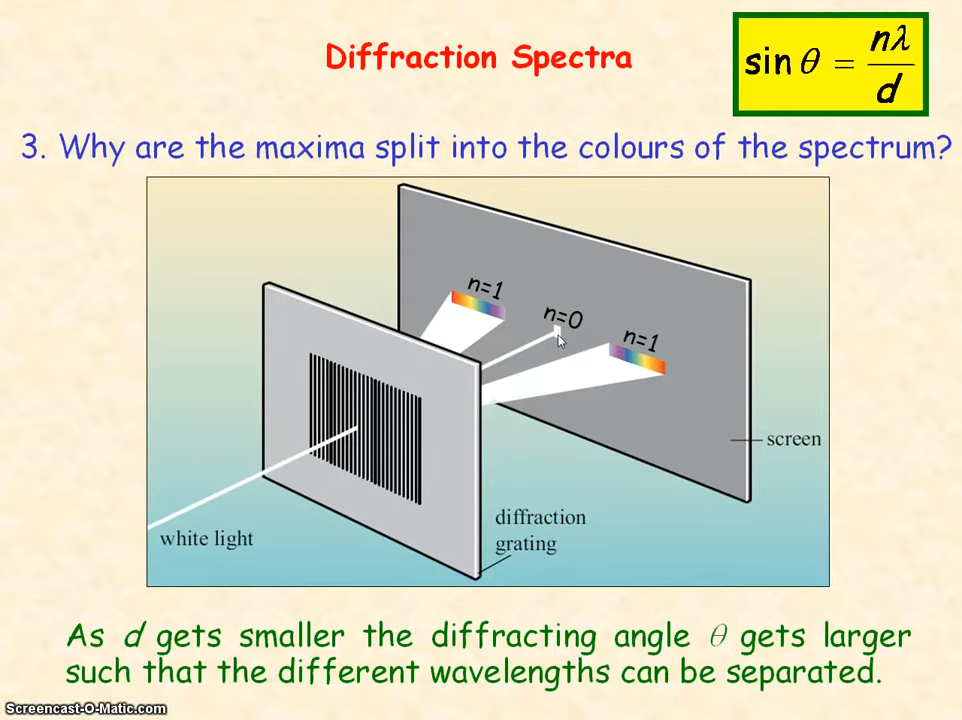 Diffraction Spectra
sin θ = nλ/d
3. Why are the maxima split into the colours of the spectrum?
n=1
n=0
n=1
screen
diffraction
grating
white light
As d gets smaller the diffracting angle θ gets larger
such that the different wavelengths can be separated.
Screencast-O-Matic.com